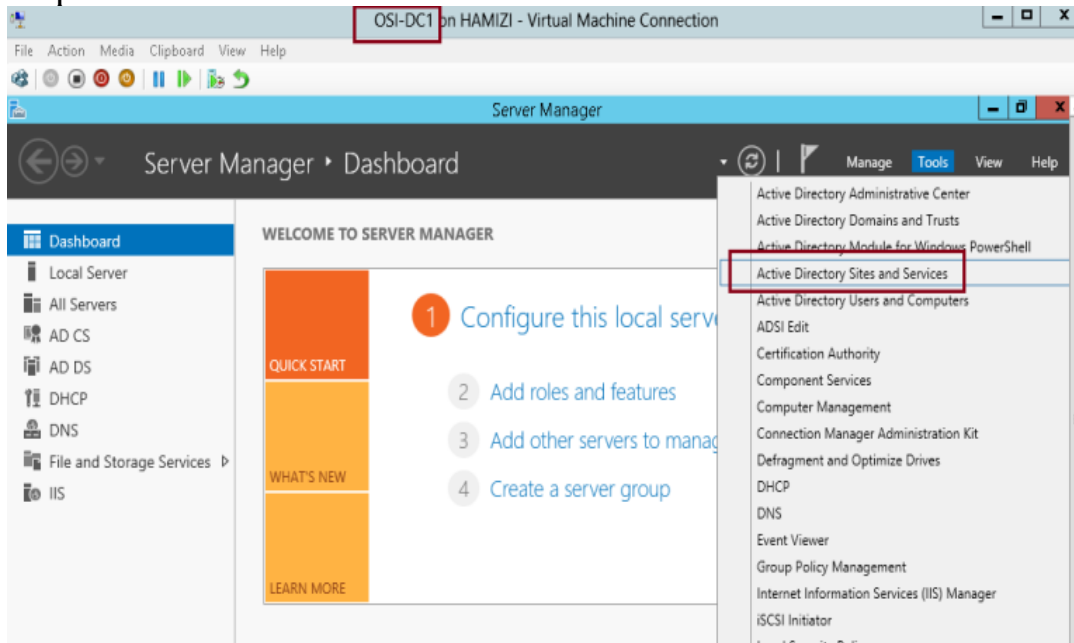 OSI-DC1 on HAMIZI - Virtual Machine Connection
File Action Media Clipboard View Help
Server Manager
Server Manager • Dashboard
Manage Tools View Help
Dashboard
Local Server
All Servers
AD CS
AD DS
DHCP
DNS
File and Storage Services
IIS
WELCOME TO SERVER MANAGER
QUICK START
WHAT'S NEW
LEARN MORE
1 Configure this local serve
2 Add roles and features
3 Add other servers to manag
4 Create a server group
Active Directory Administrative Center
Active Directory Domains and Trusts
Active Directory Module for Windows PowerShell
Active Directory Sites and Services
Active Directory Users and Computers
ADSI Edit
Certification Authority
Component Services
Computer Management
Connection Manager Administration Kit
Defragment and Optimize Drives
DHCP
DNS
Event Viewer
Group Policy Management
Internet Information Services (IIS) Manager
iSCSI Initiator